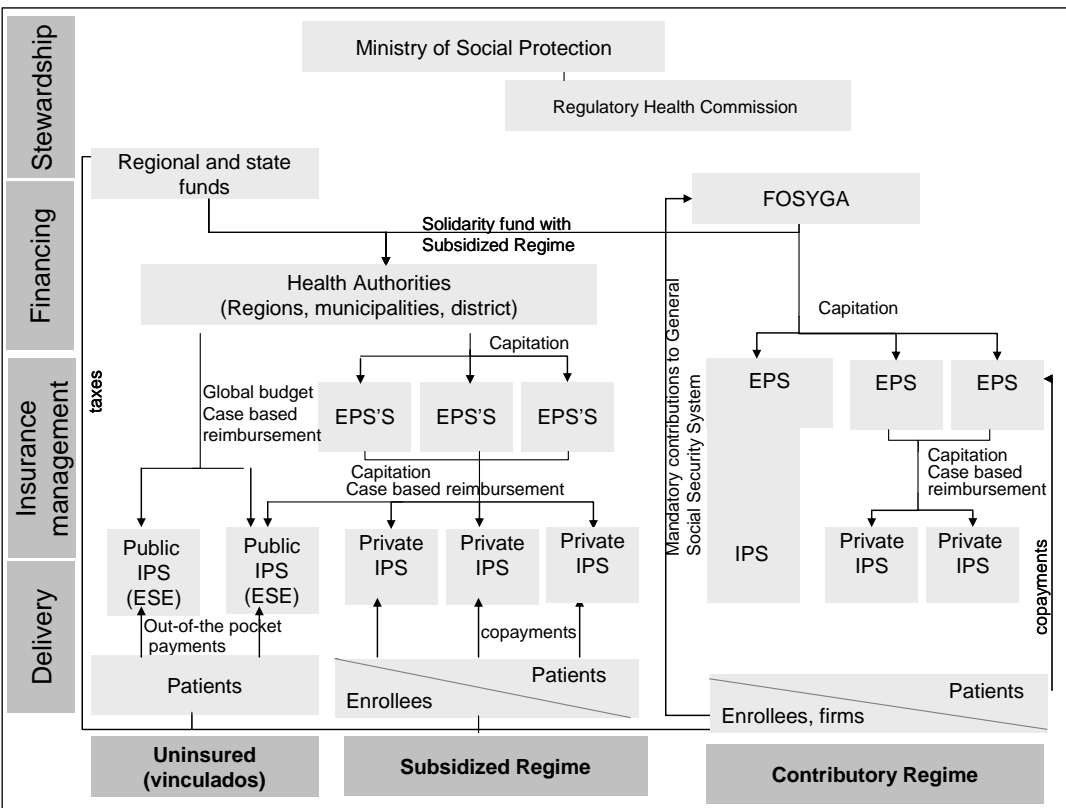 Stewardship
Ministry of Social Protection
Regulatory Health Commission
Regional and state
funds
FOSYGA
Financing
Solidarity fund with
Subsidized Regime
Health Authorities
(Regions, municipalities, district)
Mandatory contributions to General
Social Security System
Capitation
Capitation
taxes
Insurance
management
Global budget
Case based
reimbursement
EPS'S
EPS'S
EPS'S
EPS
EPS
EPS
Capitation
Case based reimbursement
Capitation
Case based
reimbursement
Public
IPS
(ESE)
Public
IPS
(ESE)
Private
IPS
Private
IPS
Private
IPS
IPS
Private
IPS
Private
IPS
copayments
Delivery
Out-of-the pocket
payments
copayments
Patients
Enrollees
Patients
Enrollees, firms
Patients
Uninsured
(vinculados)
Subsidized Regime
Contributory Regime